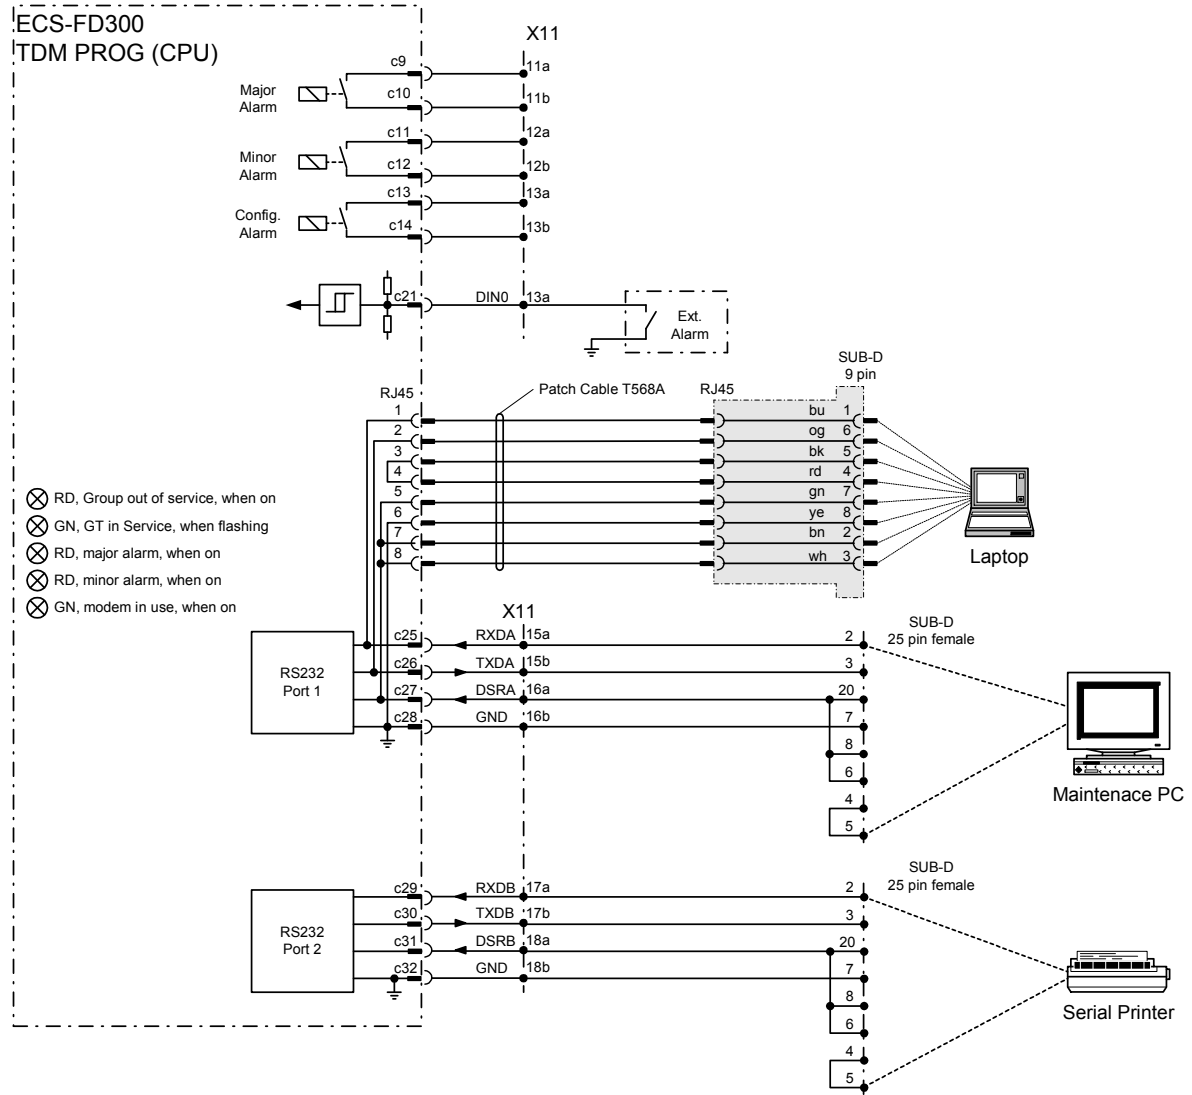 ECS-FD300
TDM PROG (CPU)
X11
Major
Alarm
c9
11a
c10
11b
Minor
Alarm
c11
12a
c12
12b
Config.
Alarm
c13
13a
c14
13b
c21
DIN0
13a
Ext.
Alarm
SUB-D
9 pin
RJ45
Patch Cable T568A
RJ45
1
bu 1
2
og 6
3
bk 5
4
rd 4
5
gn 7
6
ye 8
7
bn 2
8
wh 3
Laptop
RD, Group out of service, when on
GN, GT in Service, when flashing
RD, major alarm, when on
RD, minor alarm, when on
GN, modem in use, when on
X11
SUB-D
25 pin female
RS232
Port 1
c25
RXDA
15a
2
c26
TXDA
15b
3
c27
DSRA
16a
20
c28
GND
16b
7
8
6
4
5
Maintenace PC
SUB-D
25 pin female
RS232
Port 2
c29
RXDB
17a
2
c30
TXDB
17b
3
c31
DSRB
18a
20
c32
GND
18b
7
8
6
4
5
Serial Printer